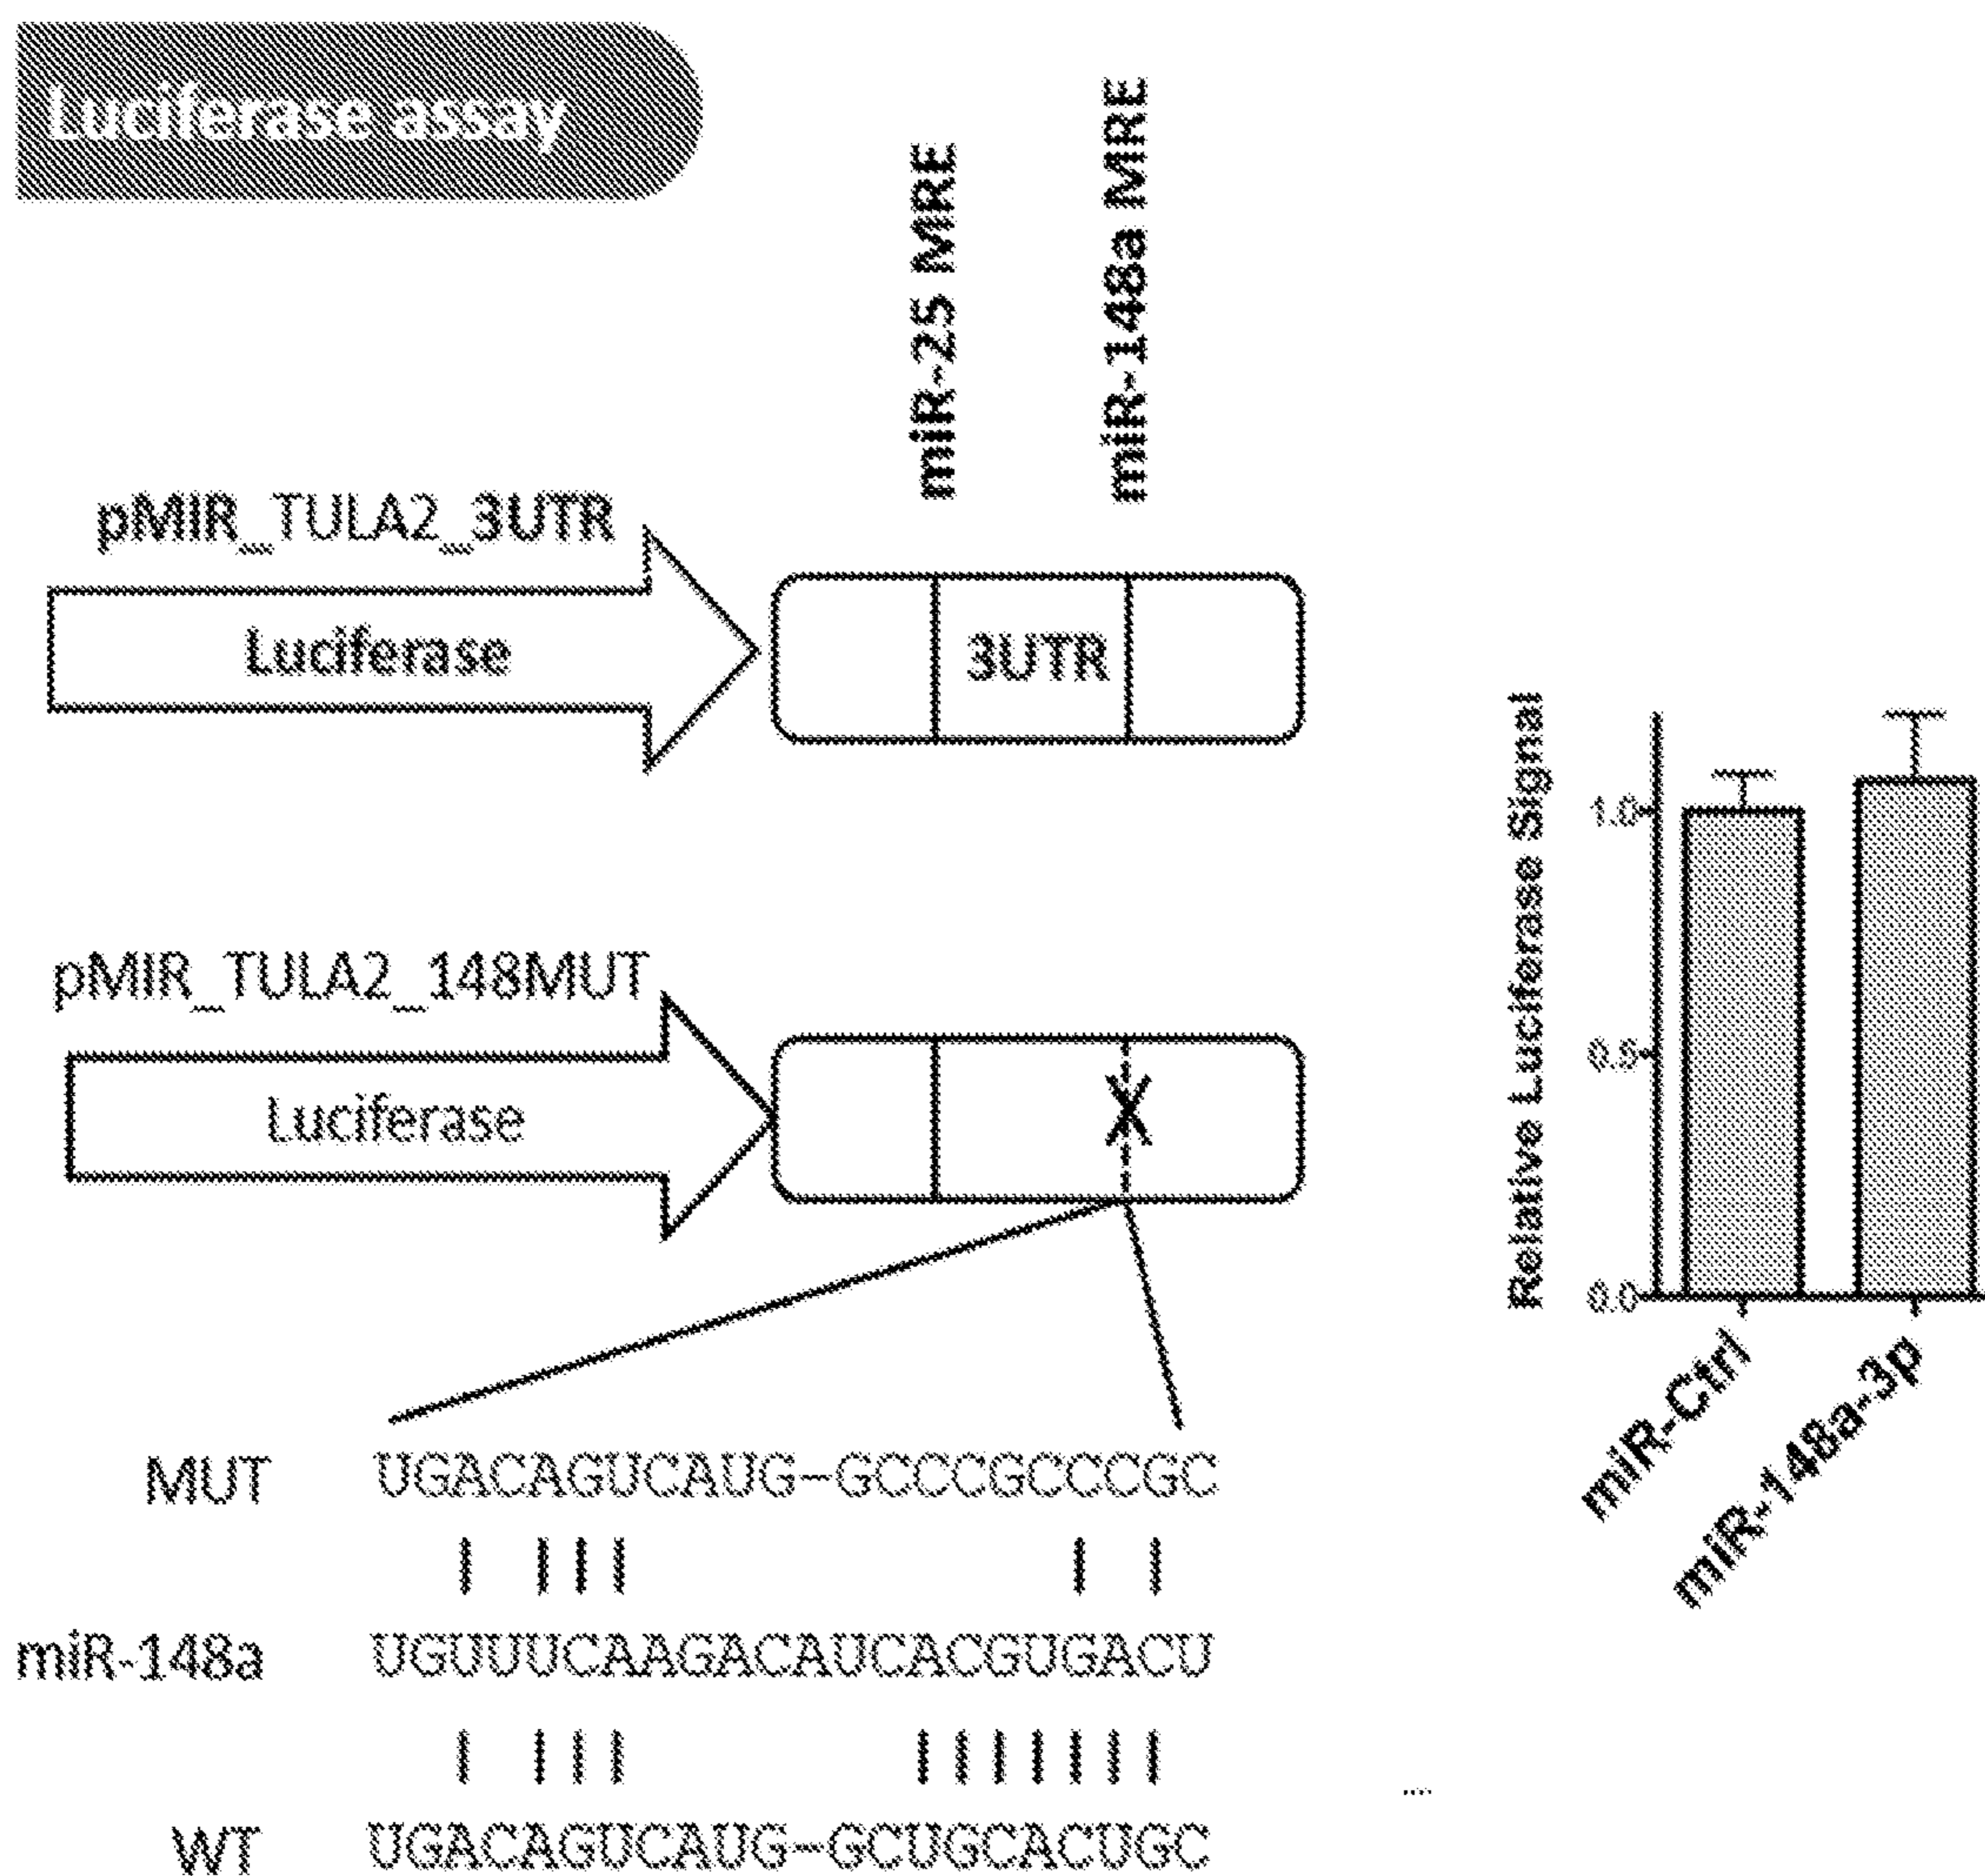 Luciferase assay
miR-25 MRE
miR-148a MRE
pMIR_TULA2_3UTR
Luciferase
3UTR
pMIR_TULA2_148MUT
Luciferase
X
Relative Luciferase Signal
1.0
0.5
0.0
miR-Ctrl
miR-148a-3p
MUT UGACAGUCAUG-GCCCGCCCGC
miR-148a UGUUUCAAGACAUCACGUGACU
WT UGACAGUCAUG-GCUGCACUGC